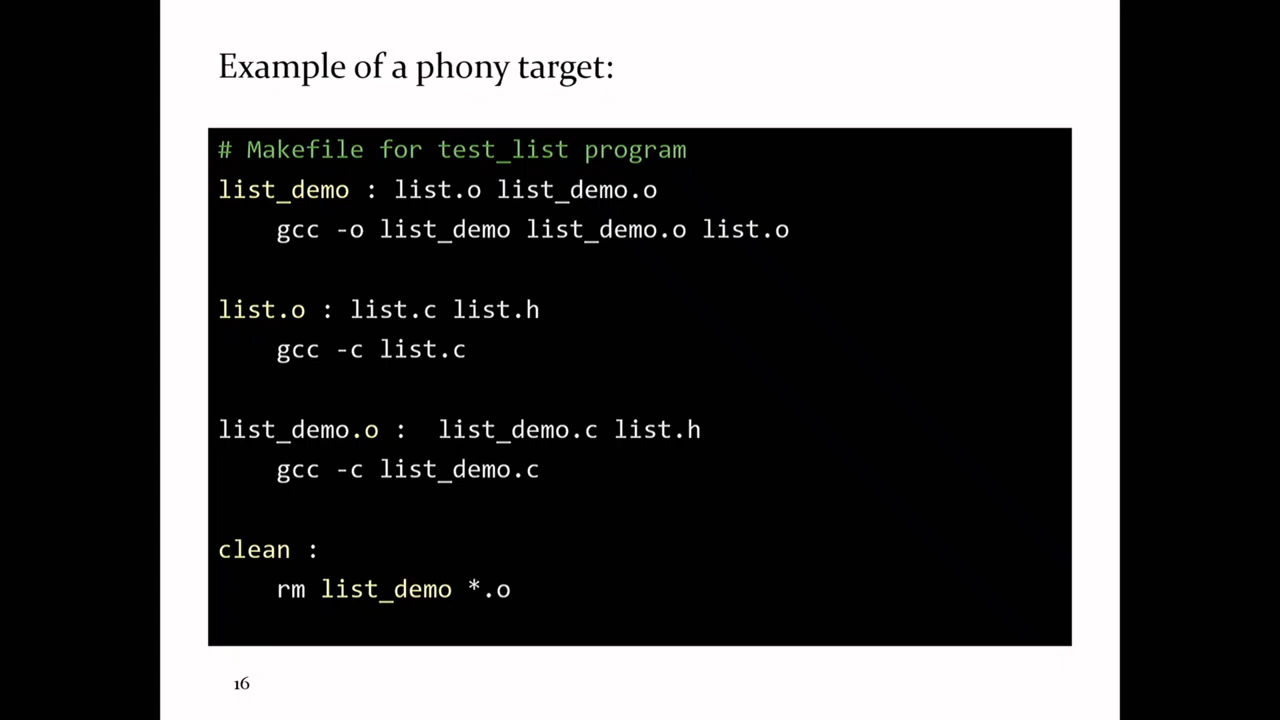 Example of a phony target:
# Makefile for test_list program
list_demo : list.o list_demo.o
    gcc -o list_demo list_demo.o list.o
list.o : list.c list.h
    gcc -c list.c
list_demo.o :  list_demo.c list.h
    gcc -c list_demo.c
clean :
    rm list_demo *.o
16